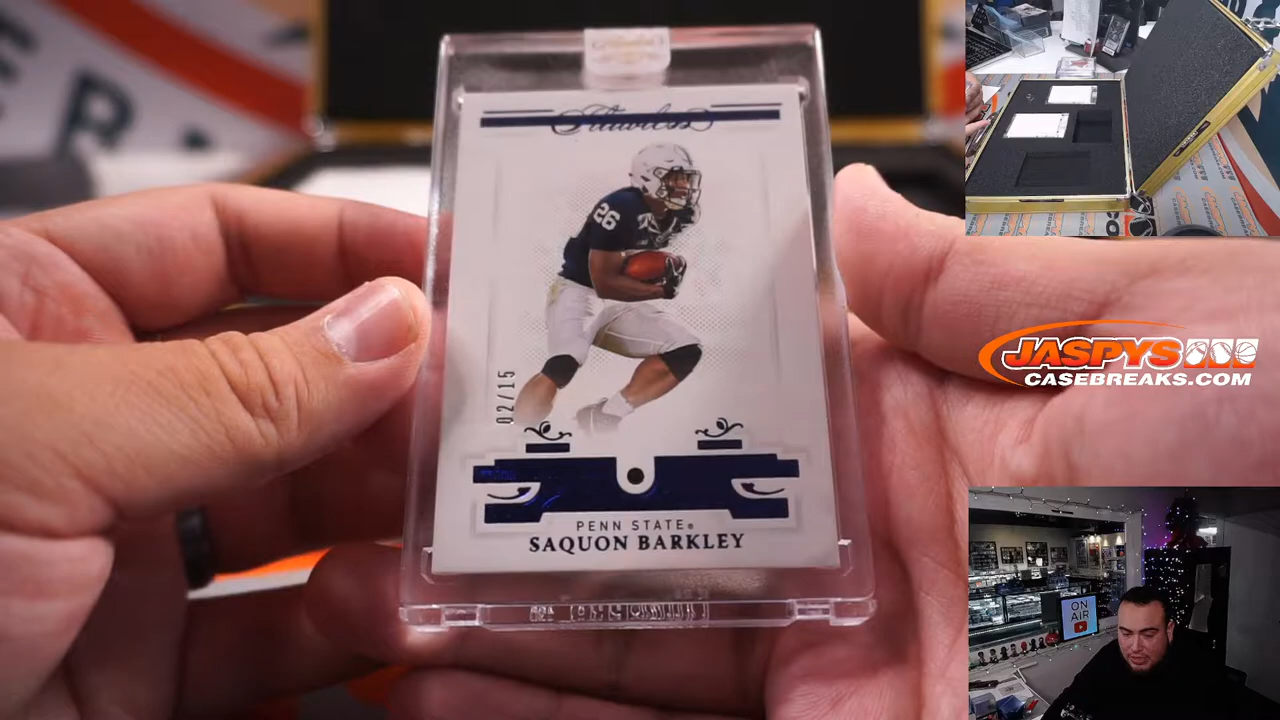 Flawless
26
02/15
PENN STATE®
SAQUON BARKLEY
JASPYS
CASEBREAKS.COM
ON
AIR